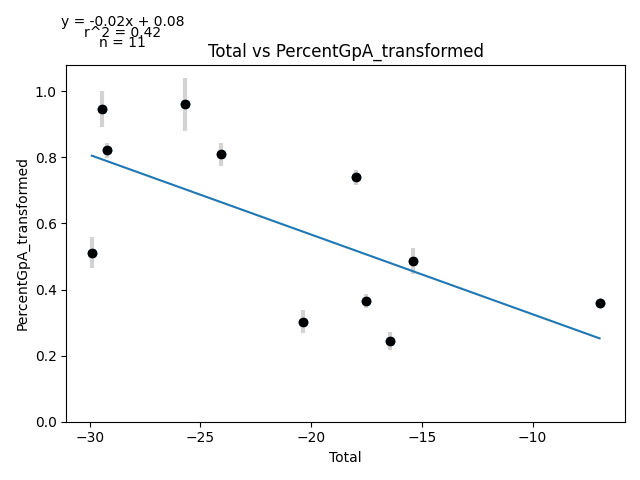 y = -0.02x + 0.08
r^2 = 0.42
n = 11
Total vs PercentGpA_transformed
PercentGpA_transformed
1.0
0.8
0.6
0.4
0.2
0.0
−30
−25
−20
−15
−10
Total